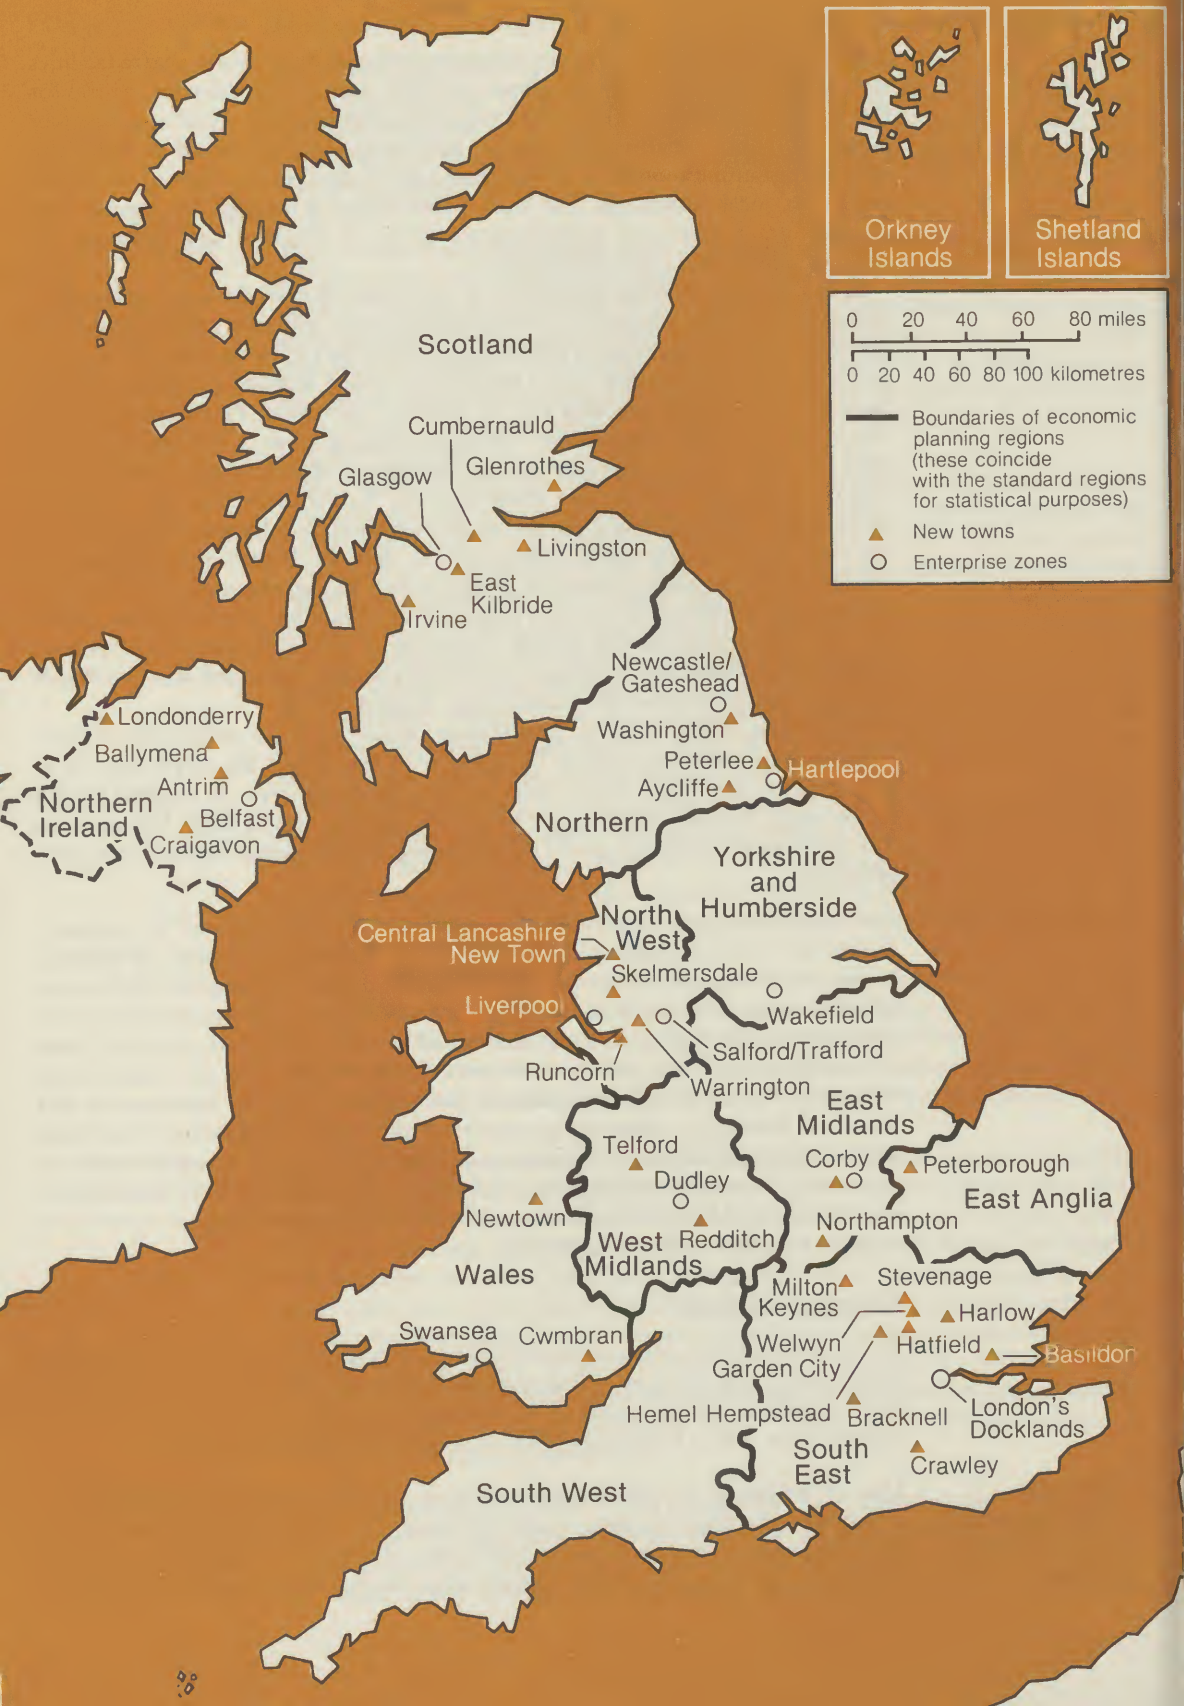 Orkney
Islands
Shetland
Islands
0 20 40 60 80 miles
0 20 40 60 80 100 kilometres
Boundaries of economic
planning regions
(these coincide
with the standard regions
for statistical purposes)
New towns
Enterprise zones
Scotland
Cumbernauld
Glenrothes
Glasgow
Livingston
East
Kilbride
Irvine
Newcastle/
Gateshead
Washington
Peterlee
Hartlepool
Aycliffe
Northern
Londonderry
Ballymena
Antrim
Northern
Ireland
Belfast
Craigavon
Yorkshire
and
Humberside
North
West
Central Lancashire
New Town
Skelmersdale
Liverpool
Wakefield
Salford/Trafford
Runcorn
Warrington
East
Midlands
Telford
Corby
Peterborough
Dudley
East Anglia
Newtown
Redditch
Northampton
West
Midlands
Wales
Milton
Keynes
Stevenage
Harlow
Swansea
Cwmbran
Welwyn
Garden City
Hatfield
Basildon
Hemel Hempstead
Bracknell
London's
Docklands
South
East
Crawley
South West